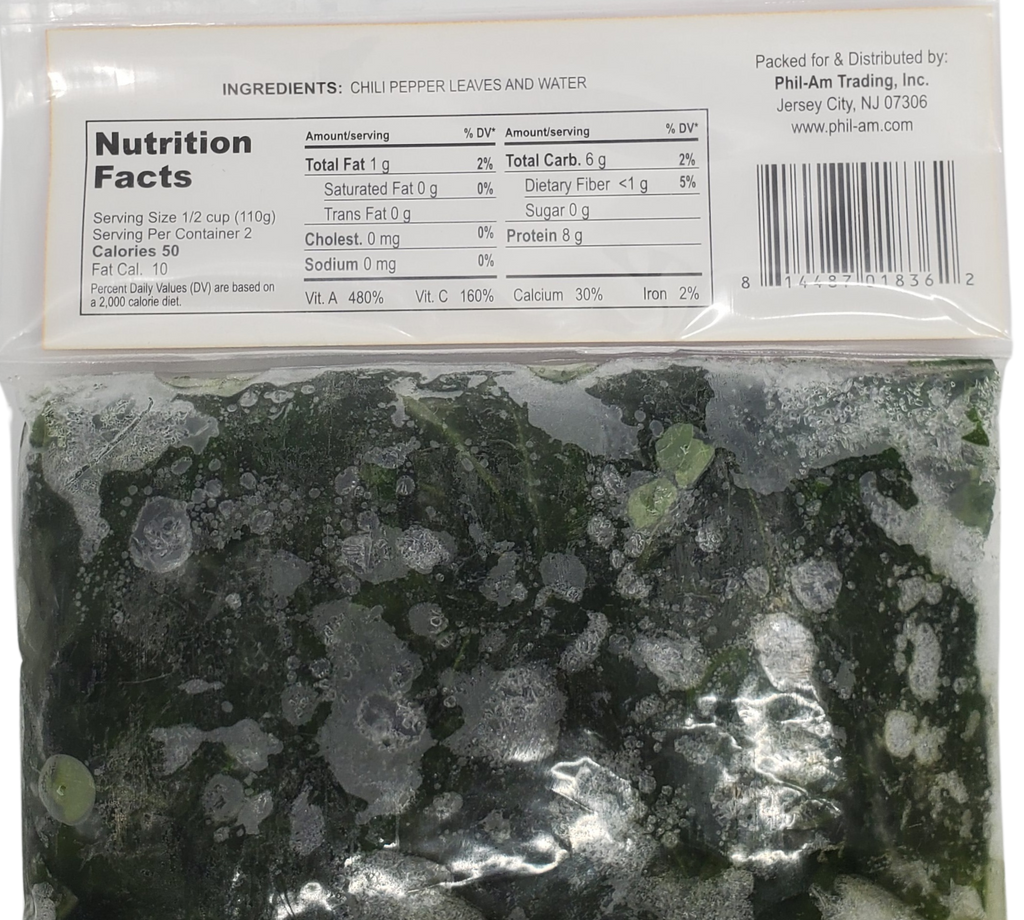 INGREDIENTS: CHILI PEPPER LEAVES AND WATER
Packed for & Distributed by:
Phil-Am Trading, Inc.
Jersey City, NJ 07306
www.phil-am.com
Nutrition
Facts
Serving Size 1/2 cup (110g)
Serving Per Container 2
Calories 50
Fat Cal. 10
Percent Daily Values (DV) are based on
a 2,000 calorie diet.
Amount/serving % DV*
Total Fat 1 g 2%
Saturated Fat 0 g 0%
Trans Fat 0 g
Cholest. 0 mg 0%
Sodium 0 mg 0%
Amount/serving % DV*
Total Carb. 6 g 2%
Dietary Fiber <1 g 5%
Sugar 0 g
Protein 8 g
Vit. A 480% Vit. C 160% Calcium 30% Iron 2%
8 14487 01836 2